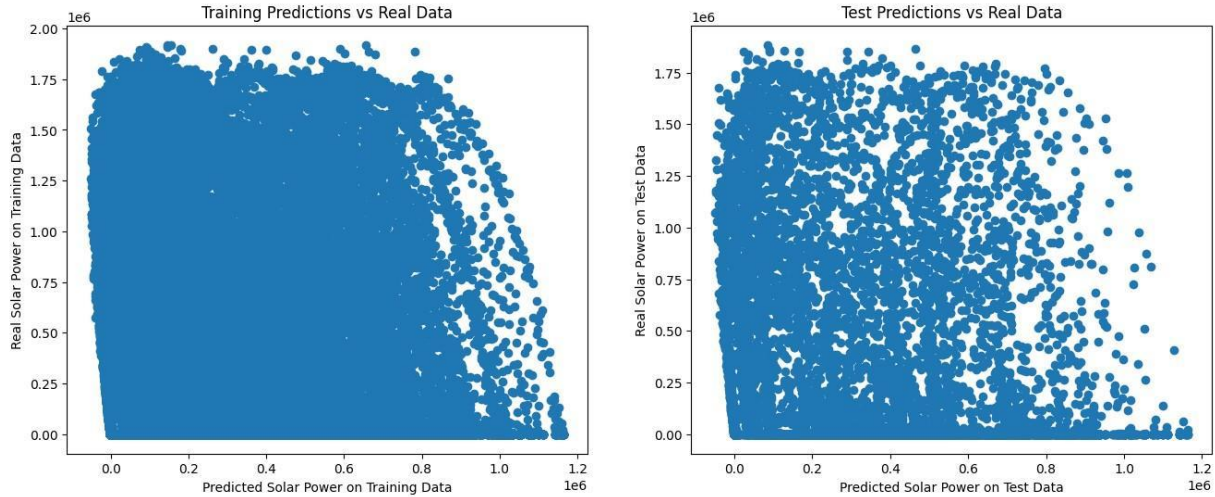 Training Predictions vs Real Data
1e6
2.00
1.75
1.50
1.25
1.00
0.75
0.50
0.25
0.00
Real Solar Power on Training Data
0.0 0.2 0.4 0.6 0.8 1.0 1.2
1e6
Predicted Solar Power on Training Data
Test Predictions vs Real Data
1e6
1.75
1.50
1.25
1.00
0.75
0.50
0.25
0.00
Real Solar Power on Test Data
0.0 0.2 0.4 0.6 0.8 1.0 1.2
1e6
Predicted Solar Power on Test Data